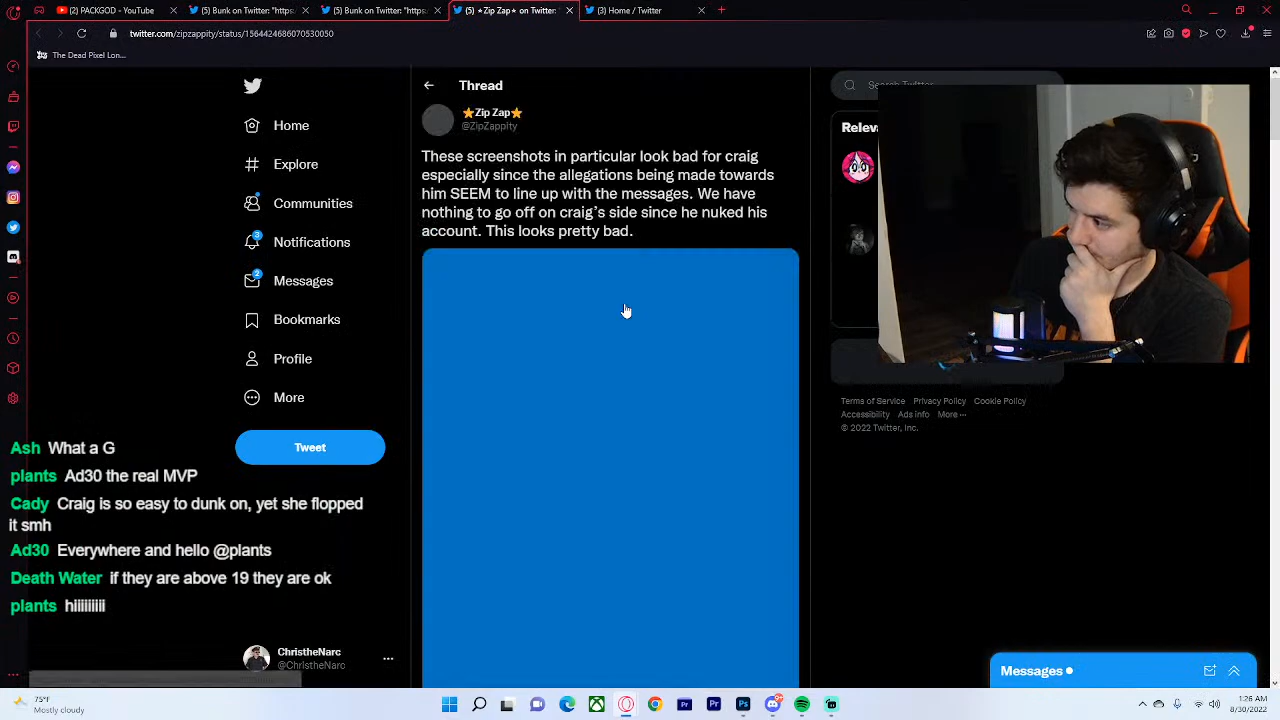 (2) PACKGOD - YouTube
(5) Bunk on Twitter: "https:
(5) Bunk on Twitter: "https:
(5) ⭑Zip Zap⭑ on Twitter:
(3) Home / Twitter
twitter.com/zipzappity/status/1564424686070530050
The Dead Pixel Lon...
Thread
Search Twitter
⭐Zip Zap⭐
@ZipZappity
These screenshots in particular look bad for craig
especially since the allegations being made towards
him SEEM to line up with the messages. We have
nothing to go off on craig's side since he nuked his
account. This looks pretty bad.
Home
Explore
Communities
3
Notifications
2
Messages
Bookmarks
Profile
More
Tweet
Relev
Terms of Service Privacy Policy Cookie Policy
Accessibility Ads info More ···
© 2022 Twitter, Inc.
Ash What a G
plants Ad30 the real MVP
Cady Craig is so easy to dunk on, yet she flopped
it smh
Ad30 Everywhere and hello @plants
Death Water if they are above 19 they are ok
plants hiiiiiiiii
ChristheNarc
@ChristheNarc
Messages
75°F
Mostly cloudy
1:26 AM
8/30/2022